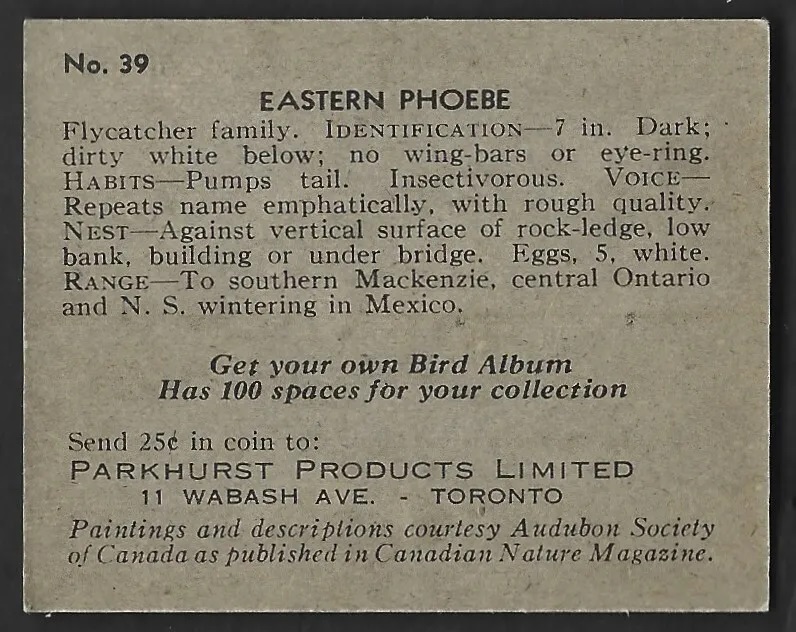 No. 39
EASTERN PHOEBE
Flycatcher family. IDENTIFICATION—7 in. Dark;
dirty white below; no wing-bars or eye-ring.
HABITS—Pumps tail. Insectivorous. VOICE—
Repeats name emphatically, with rough quality.
NEST—Against vertical surface of rock-ledge, low
bank, building or under bridge. Eggs, 5, white.
RANGE—To southern Mackenzie, central Ontario
and N. S. wintering in Mexico.
Get your own Bird Album
Has 100 spaces for your collection
Send 25¢ in coin to:
PARKHURST PRODUCTS LIMITED
11 WABASH AVE. - TORONTO
Paintings and descriptions courtesy Audubon Society
of Canada as published in Canadian Nature Magazine.